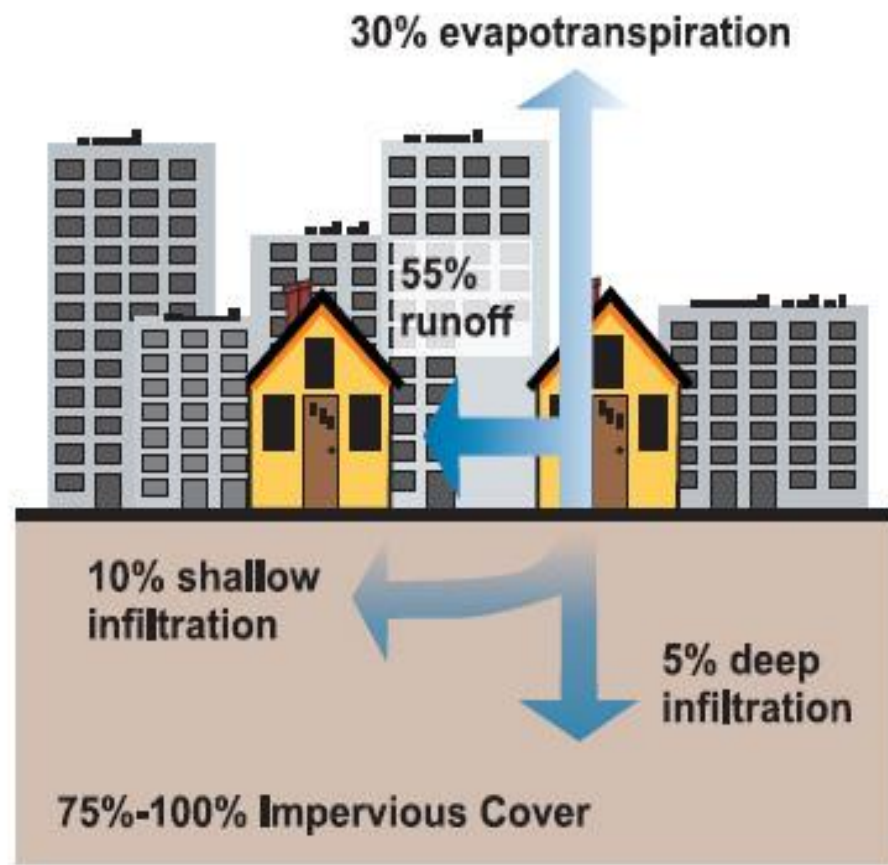 30% evapotranspiration
55%
runoff
10% shallow
infiltration
5% deep
infiltration
75%-100% Impervious Cover